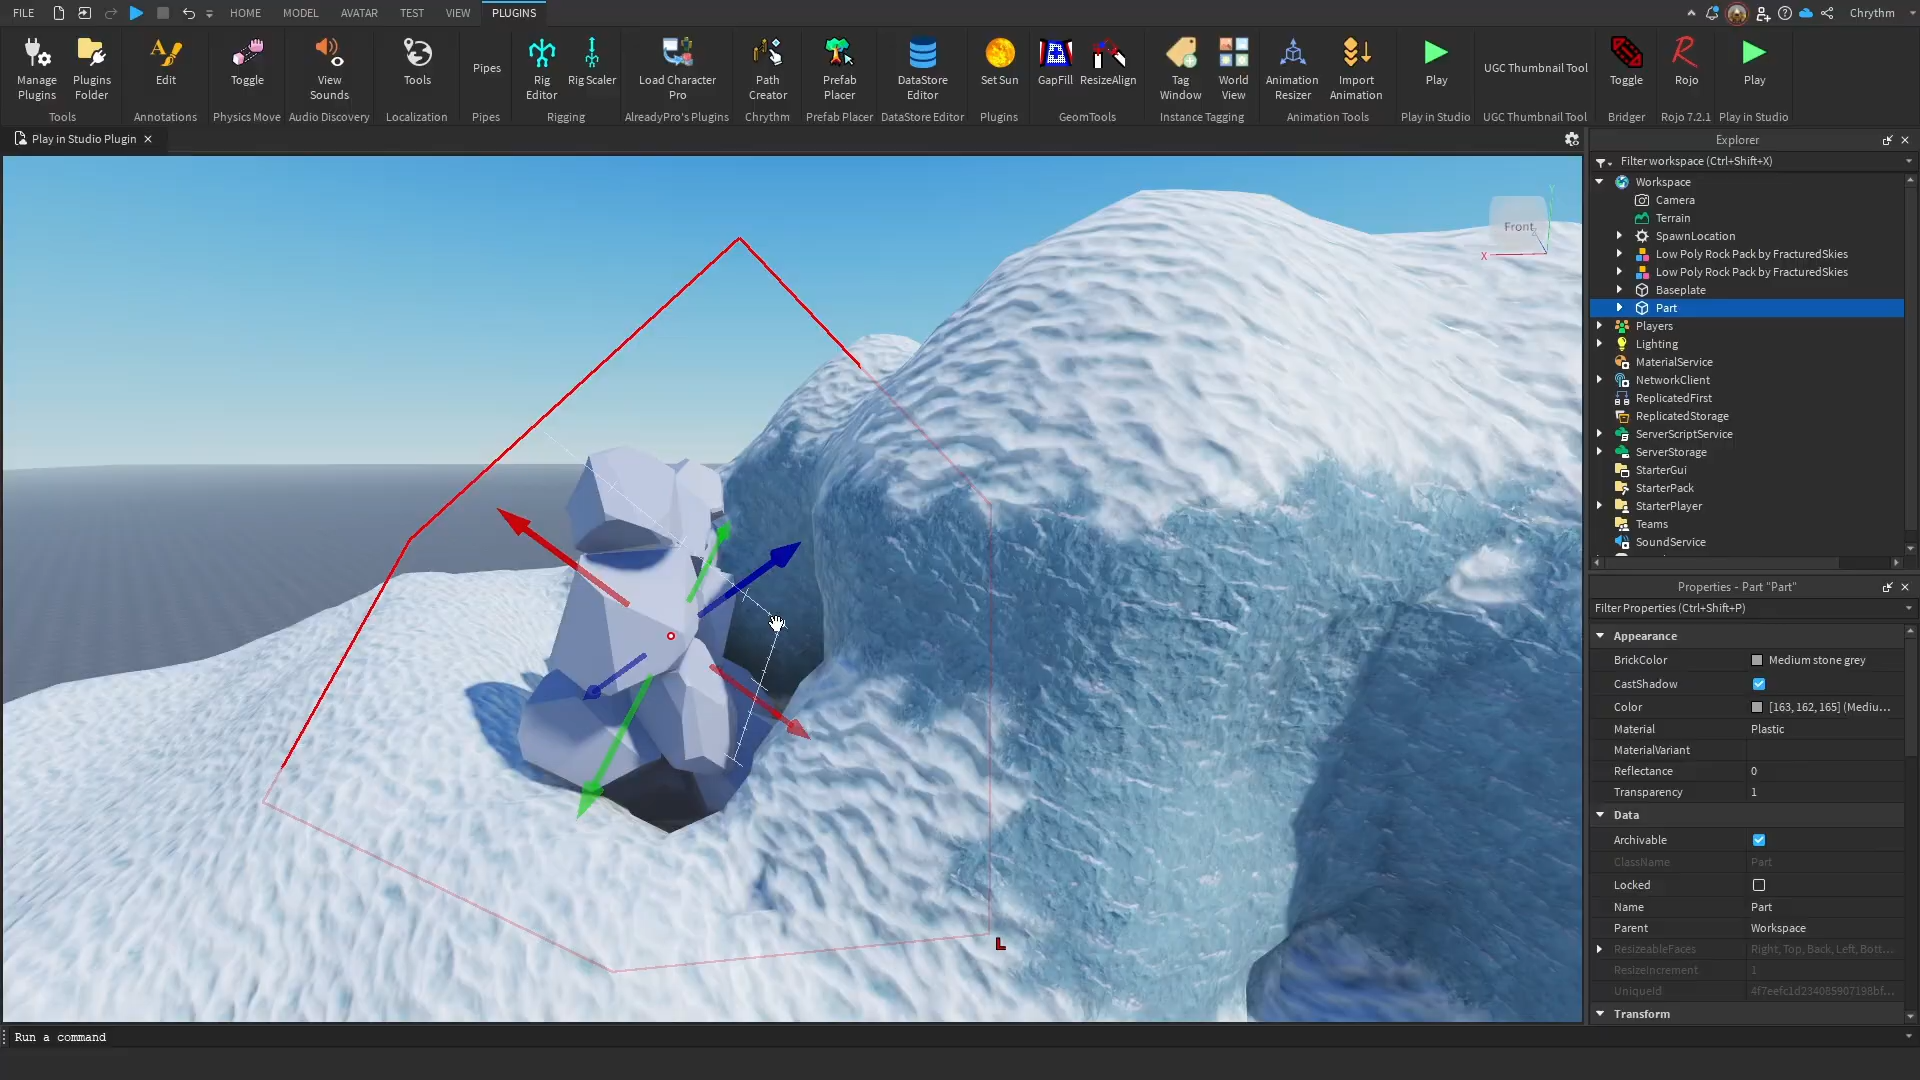 FILE HOME MODEL AVATAR TEST VIEW PLUGINS Chrythm
Manage Plugins
Plugins Folder
Tools
Edit
Annotations
Toggle
Physics Move
View Sounds
Audio Discovery
Tools
Localization
Pipes
Pipes
Rig Editor
Rig Scaler
Rigging
Load Character Pro
AlreadyPro's Plugins
Path Creator
Chrythm
Prefab Placer
Prefab Placer
DataStore Editor
DataStore Editor
Set Sun
Plugins
GapFill
ResizeAlign
GeomTools
Tag Window
World View
Instance Tagging
Animation Resizer
Import Animation
Animation Tools
Play
Play in Studio
UGC Thumbnail Tool
UGC Thumbnail Tool
Toggle
Bridger
Rojo
Rojo 7.2.1
Play
Play in Studio
Play in Studio Plugin
Front
X
Y
Z
L
Explorer
Filter workspace (Ctrl+Shift+X)
Workspace
Camera
Terrain
SpawnLocation
Low Poly Rock Pack by FracturedSkies
Low Poly Rock Pack by FracturedSkies
Baseplate
Part
Players
Lighting
MaterialService
NetworkClient
ReplicatedFirst
ReplicatedStorage
ServerScriptService
ServerStorage
StarterGui
StarterPack
StarterPlayer
Teams
SoundService
Properties - Part "Part"
Filter Properties (Ctrl+Shift+P)
Appearance
BrickColor Medium stone grey
CastShadow
Color [163, 162, 165] (Mediu...
Material Plastic
MaterialVariant
Reflectance 0
Transparency 1
Data
Archivable
ClassName Part
Locked
Name Part
Parent Workspace
ResizeableFaces Right, Top, Back, Left, Bott...
ResizeIncrement 1
UniqueId 4f7eefc1d234085907198bf...
Transform
Run a command